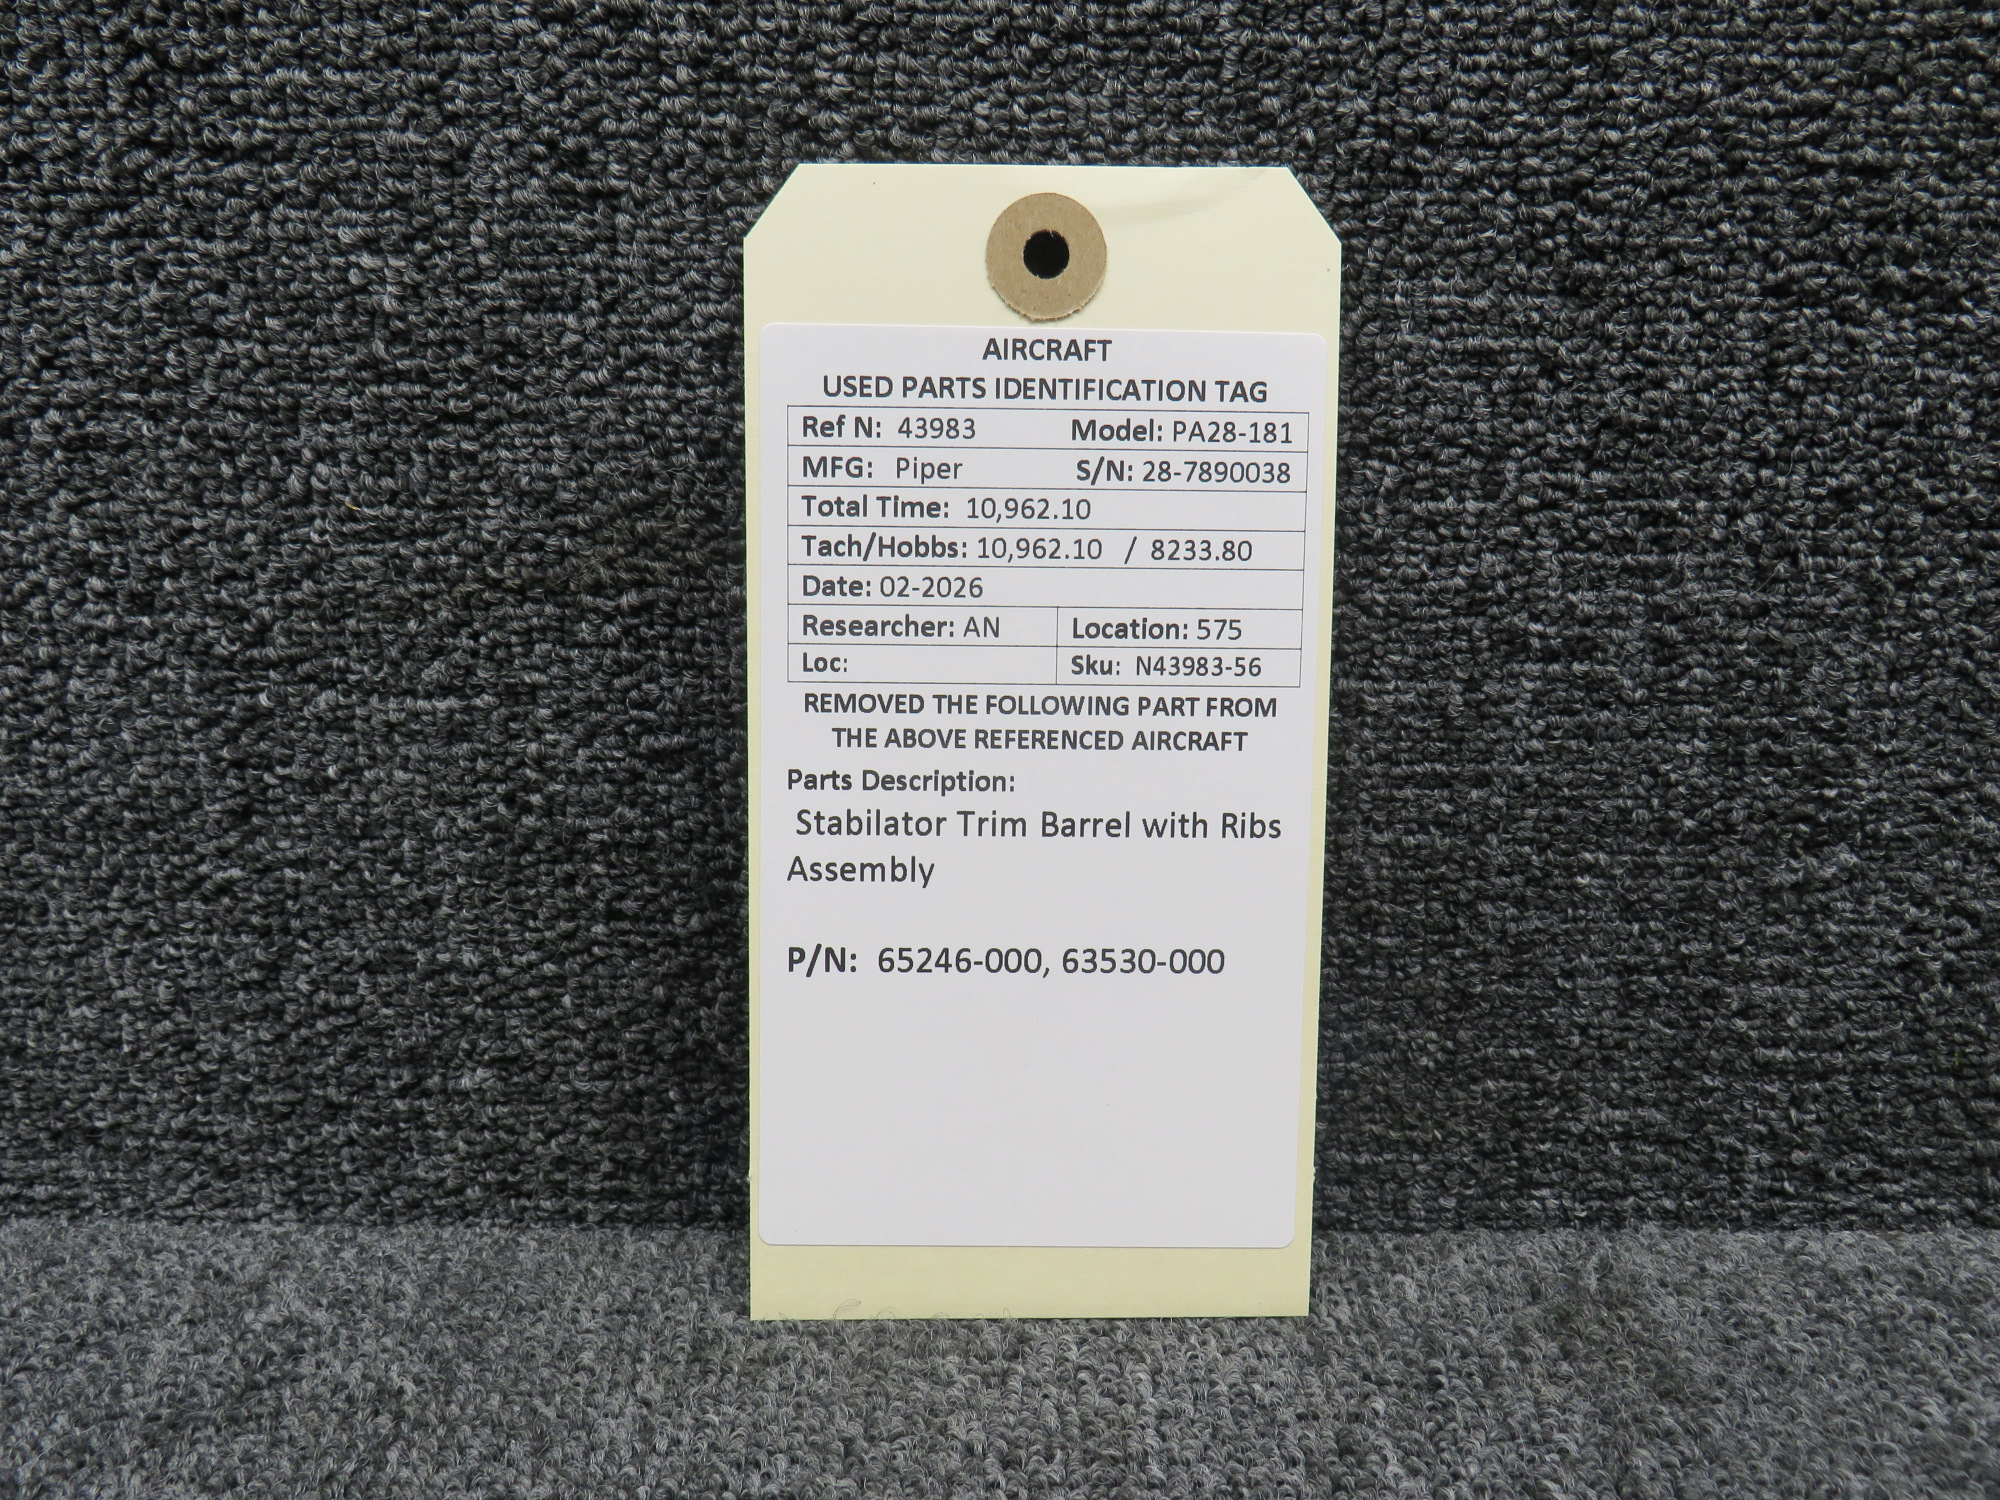 AIRCRAFT
USED PARTS IDENTIFICATION TAG
Ref N: 43983 Model: PA28-181
MFG: Piper S/N: 28-7890038
Total Time: 10,962.10
Tach/Hobbs: 10,962.10 / 8233.80
Date: 02-2026
Researcher: AN Location: 575
Loc: Sku: N43983-56
REMOVED THE FOLLOWING PART FROM
THE ABOVE REFERENCED AIRCRAFT
Parts Description:
Stabilator Trim Barrel with Ribs
Assembly
P/N: 65246-000, 63530-000